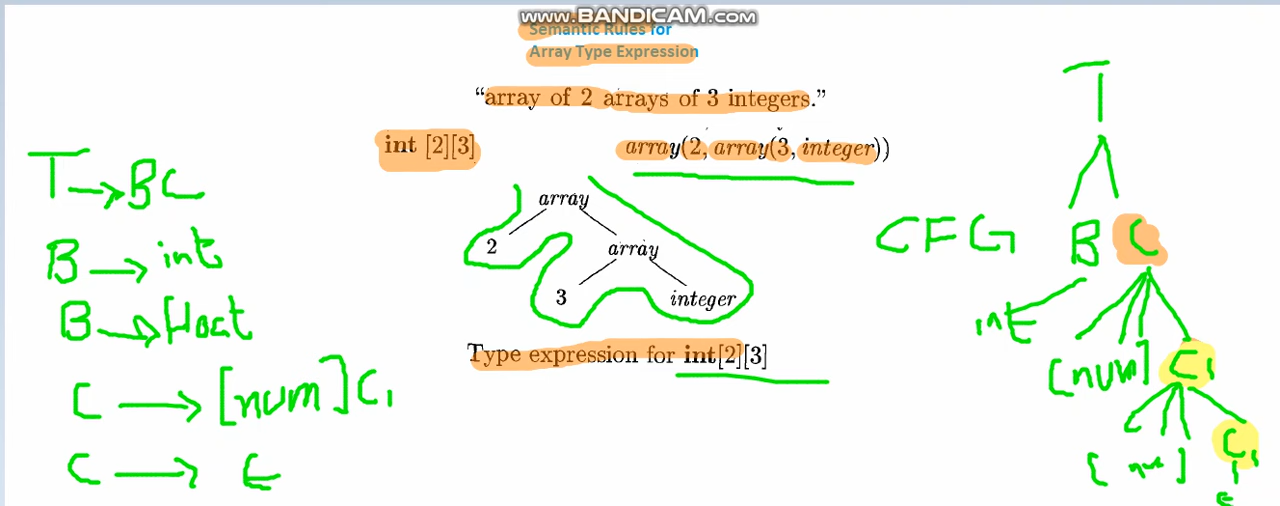 www.BANDICAM.com
Semantic Rules for
Array Type Expression
“array of 2 arrays of 3 integers.”
int [2][3]
array(2, array(3, integer))
array
2
array
3
integer
Type expression for int[2][3]
T → BC
B → int
B → float
C → [num] C₁
C → ϵ
CFG
T
B C
int
[num] C₁
[ num ] C₁
ϵ